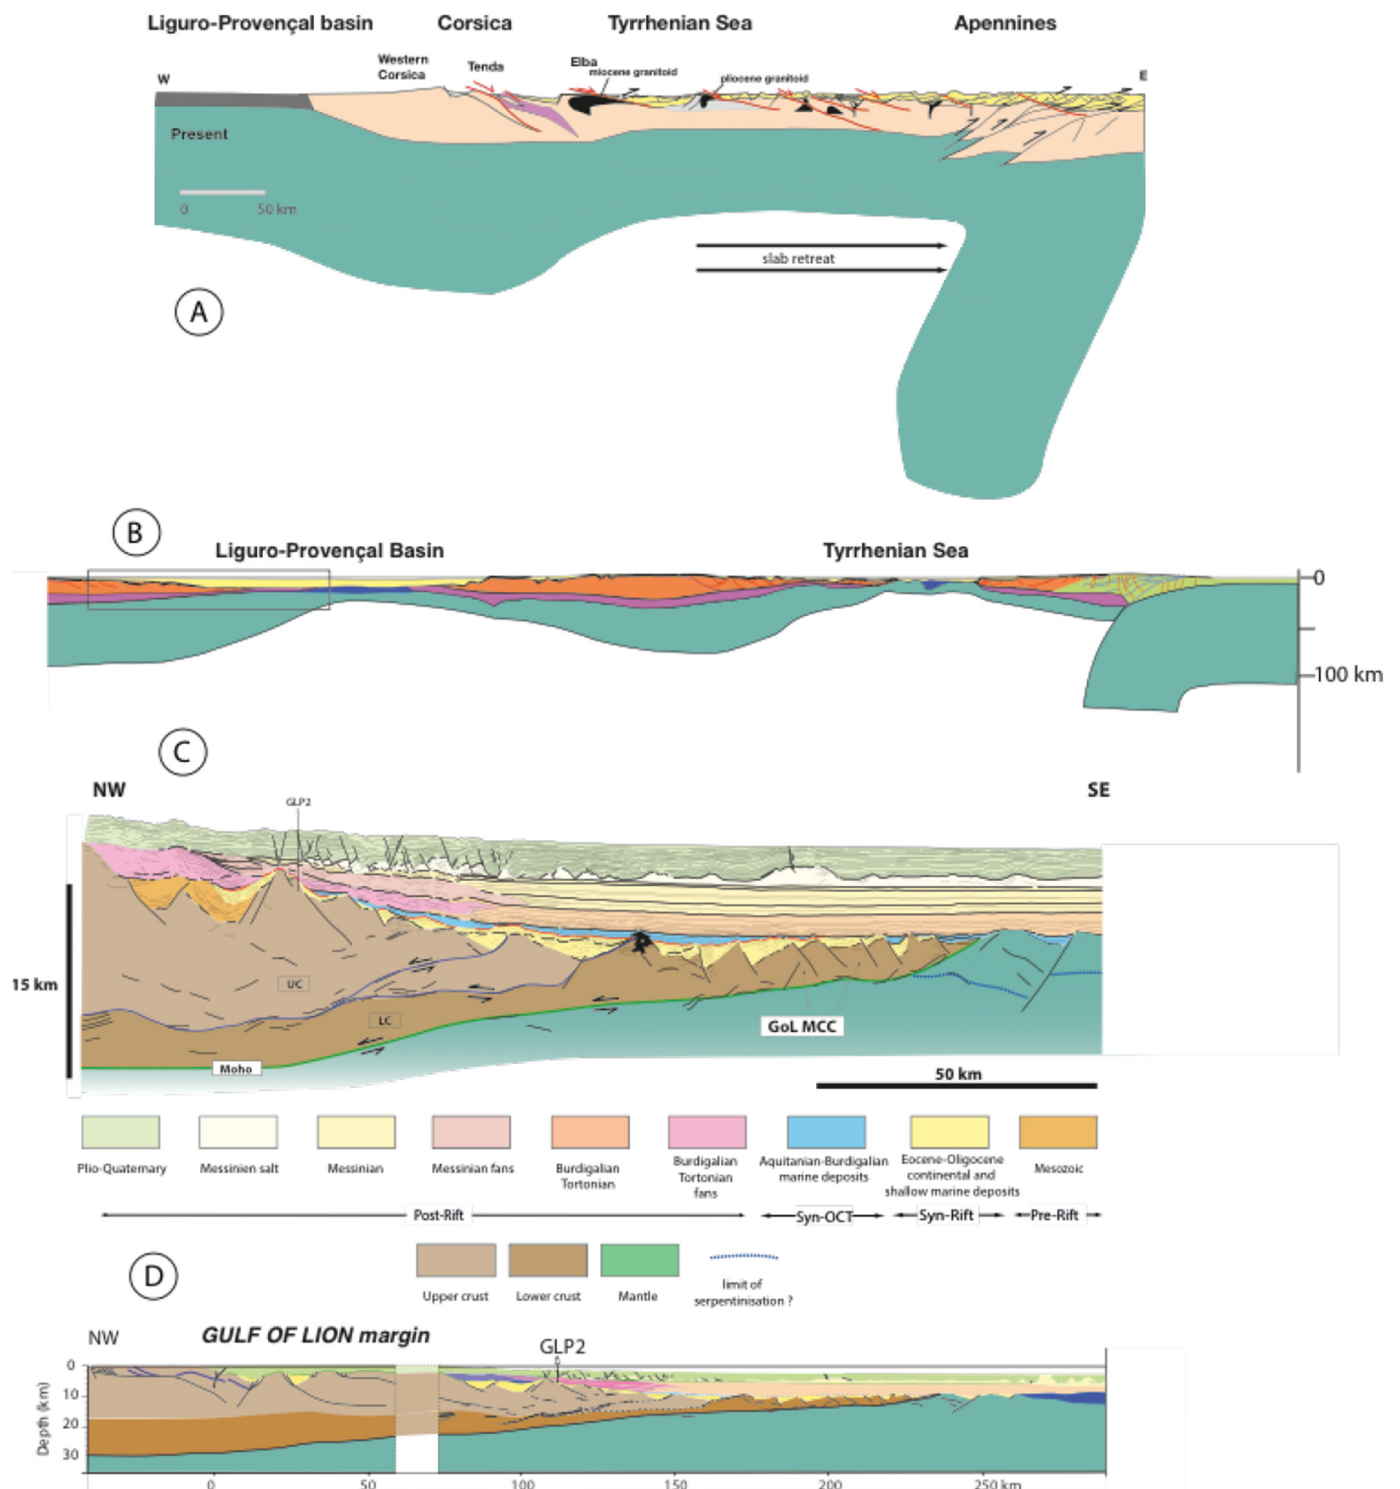 Liguro-Provençal basin Corsica Tyrrhenian Sea Apennines
Western
Corsica
Tenda
Elba
miocene granitoid
pliocene granitoid
W
E
Present
0 50 km
slab retreat
A
B
Liguro-Provençal Basin Tyrrhenian Sea
0
100 km
C
NW
SE
GLP2
15 km
UC
LC
GoL MCC
Moho
50 km
Plio-Quaternary
Messinien salt
Messinian
Messinian fans
Burdigalian
Tortonian
Burdigalian
Tortonian
fans
Aquitanian-Burdigalian
marine deposits
Eocene-Oligocene
continental and
shallow marine deposits
Mesozoic
Post-Rift
Syn-OCT
Syn-Rift
Pre-Rift
Upper crust
Lower crust
Mantle
limit of
serpentinisation ?
D
NW
GULF OF LION margin
GLP2
Depth (km)
0
10
20
30
0 50 100 150 200 250 km